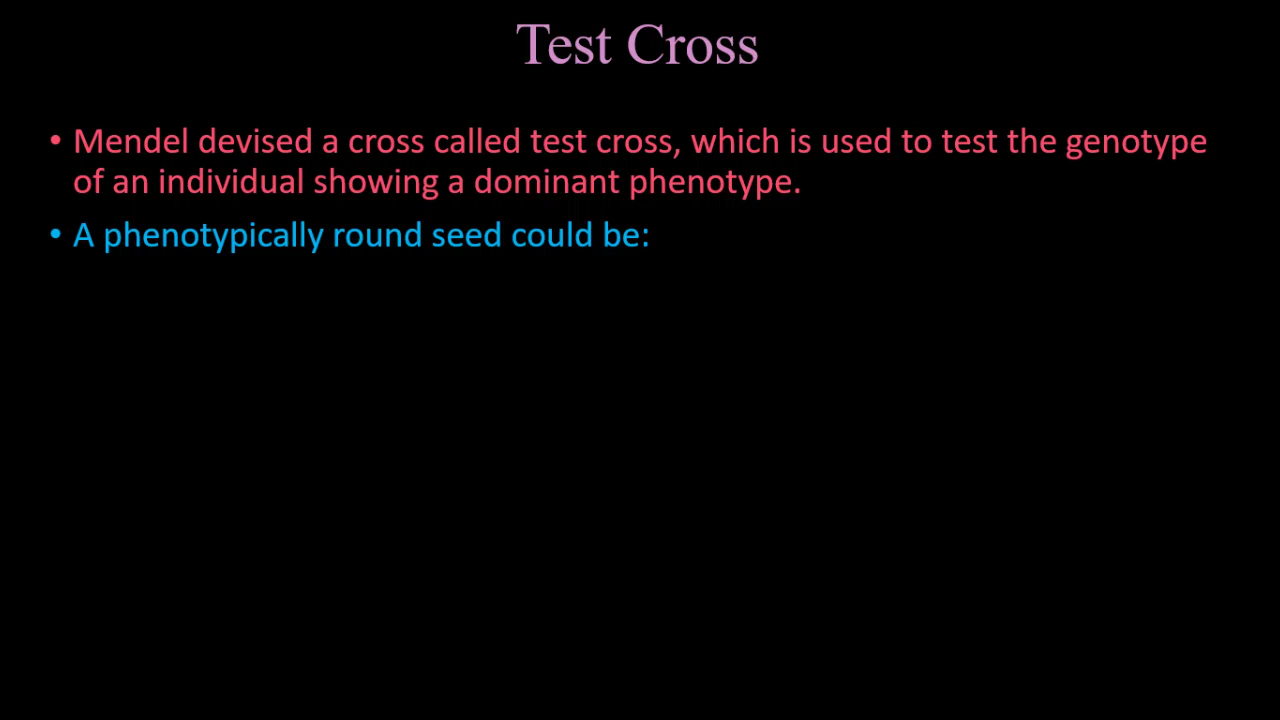 Test Cross
• Mendel devised a cross called test cross, which is used to test the genotype
of an individual showing a dominant phenotype.
• A phenotypically round seed could be: